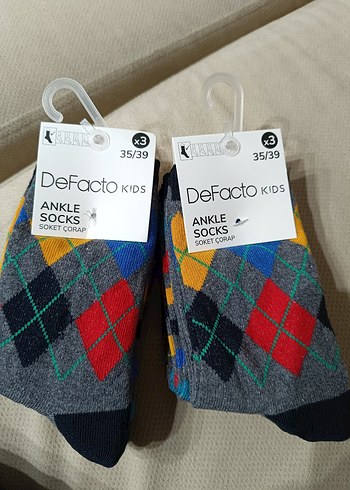 x3
35/39
DeFacto KIDS
ANKLE
SOCKS
SOKET ÇORAP
x3
35/39
DeFacto KIDS
ANKLE
SOCKS
SOKET ÇORAP